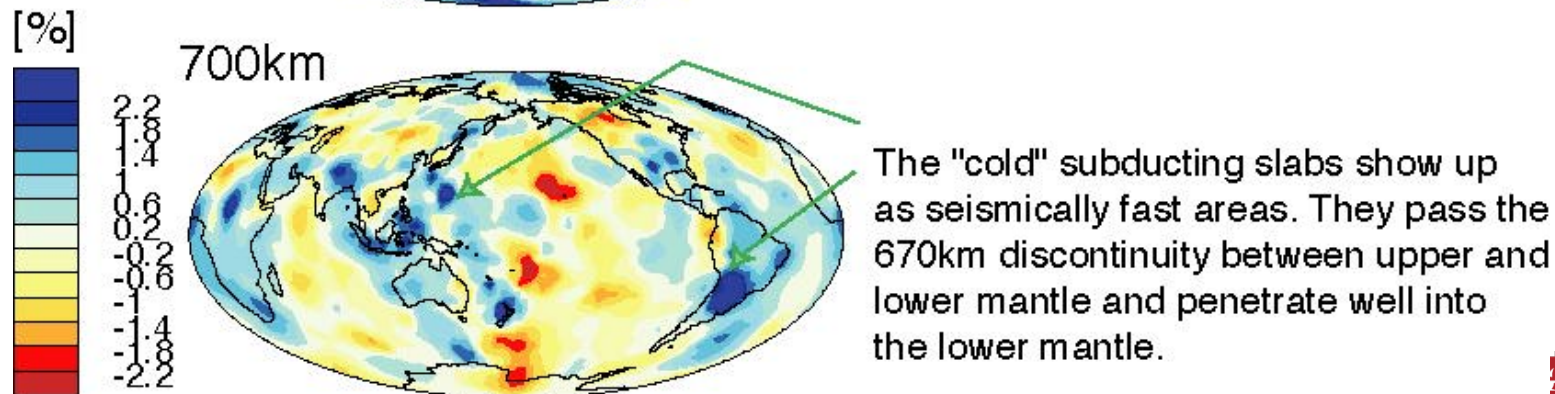 [%]
700km
2.2
1.8
1.4
1
0.6
0.2
-0.2
-0.6
-1
-1.4
-1.8
-2.2
The "cold" subducting slabs show up
as seismically fast areas. They pass the
670km discontinuity between upper and
lower mantle and penetrate well into
the lower mantle.